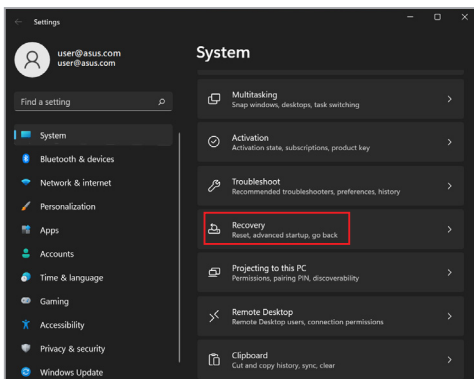 Settings
user@asus.com
user@asus.com
Find a setting
System
Bluetooth & devices
Network & internet
Personalization
Apps
Accounts
Time & language
Gaming
Accessibility
Privacy & security
Windows Update
System
Multitasking
Snap windows, desktops, task switching
Activation
Activation state, subscriptions, product key
Troubleshoot
Recommended troubleshooters, preferences, history
Recovery
Reset, advanced startup, go back
Projecting to this PC
Permissions, pairing PIN, discoverability
Remote Desktop
Remote Desktop users, connection permissions
Clipboard
Cut and copy history, sync, clear